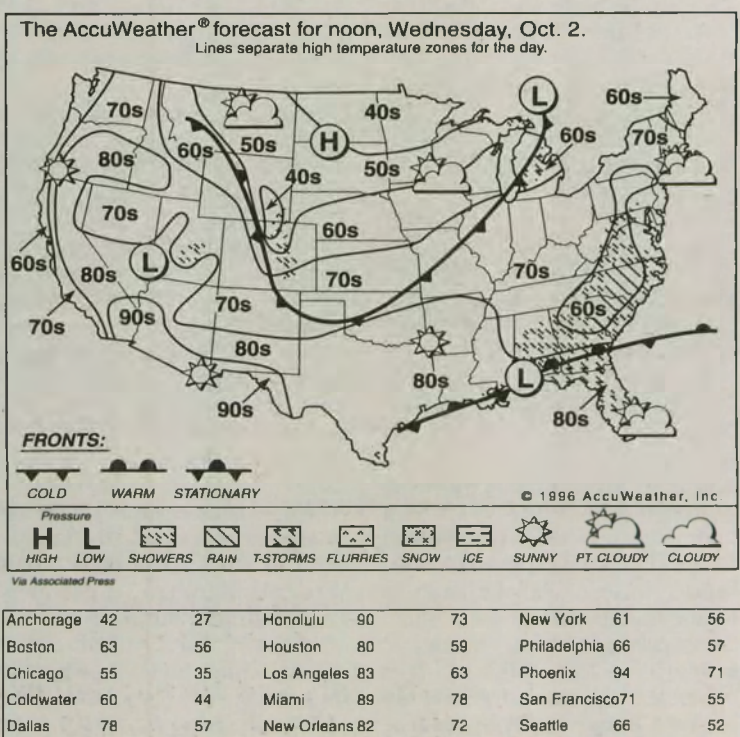 The AccuWeather® forecast for noon, Wednesday, Oct. 2.
Lines separate high temperature zones for the day.
70s
80s
70s
60s
50s
40s
H
40s
50s
L
60s
60s
70s
60s
70s
L
80s
90s
70s
60s
70s
80s
90s
70s
60s
80s
L
80s
FRONTS:
COLD WARM STATIONARY
© 1996 AccuWeather, Inc.
Pressure
H L
HIGH LOW SHOWERS RAIN T-STORMS FLURRIES SNOW ICE SUNNY PT. CLOUDY CLOUDY
Via Associated Press
Anchorage 42 27 Honolulu 90 73 New York 61 56
Boston 63 56 Houston 80 59 Philadelphia 66 57
Chicago 55 35 Los Angeles 83 63 Phoenix 94 71
Coldwater 60 44 Miami 89 78 San Francisco 71 55
Dallas 78 57 New Orleans 82 72 Seattle 66 52